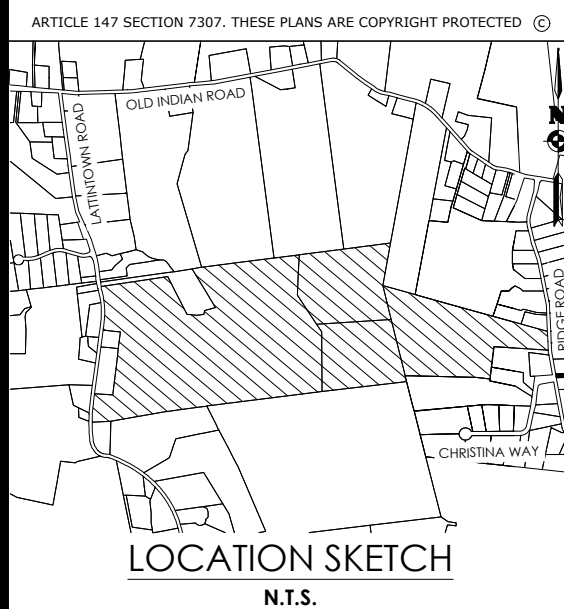 ARTICLE 147 SECTION 7307. THESE PLANS ARE COPYRIGHT PROTECTED ©
OLD INDIAN ROAD
LATTINTOWN ROAD
N
RIDGE ROAD
CHRISTINA WAY
LOCATION SKETCH
N.T.S.